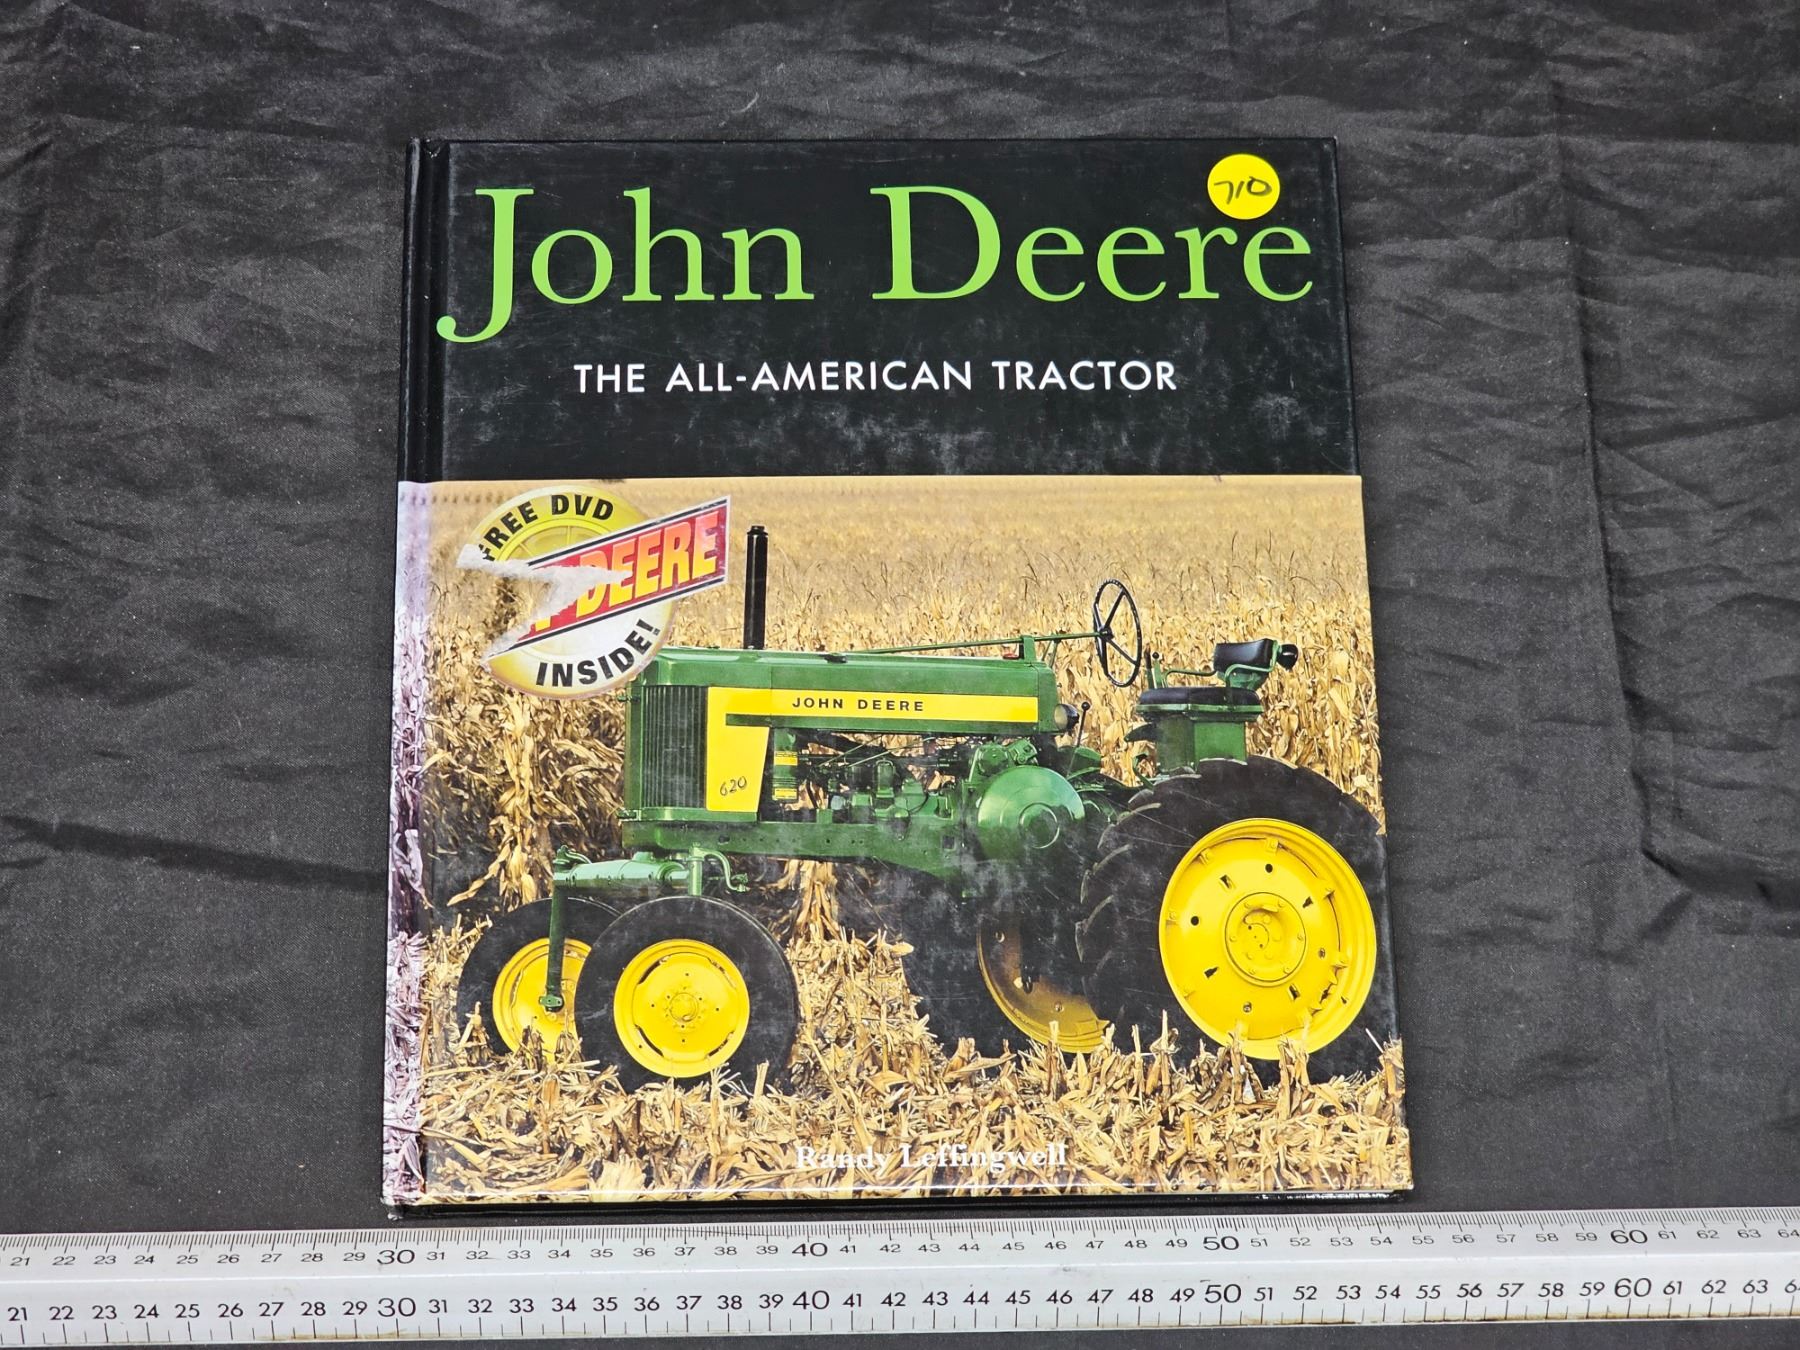 710
John Deere
THE ALL-AMERICAN TRACTOR
FREE DVD
DEERE
INSIDE!
JOHN DEERE
620
Randy Leffingwell
21 22 23 24 25 26 27 28 29 30 31 32 33 34 35 36 37 38 39 40 41 42 43 44 45 46 47 48 49 50 51 52 53 54 55 56 57 58 59 60 61 62 63 64
21 22 23 24 25 26 27 28 29 30 31 32 33 34 35 36 37 38 39 40 41 42 43 44 45 46 47 48 49 50 51 52 53 54 55 56 57 58 59 60 61 62 63